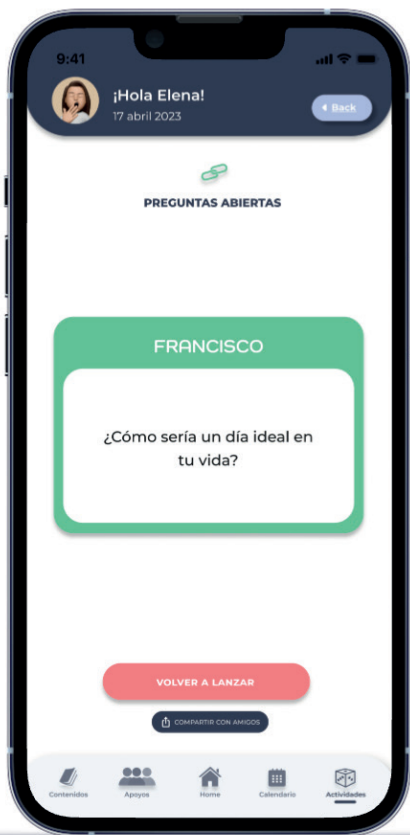 9:41
¡Hola Elena!
17 abril 2023
Back
PREGUNTAS ABIERTAS
FRANCISCO
¿Cómo sería un día ideal en
tu vida?
VOLVER A LANZAR
COMPARTIR CON AMIGOS
Contenidos Apoyos Home Calendario Actividades